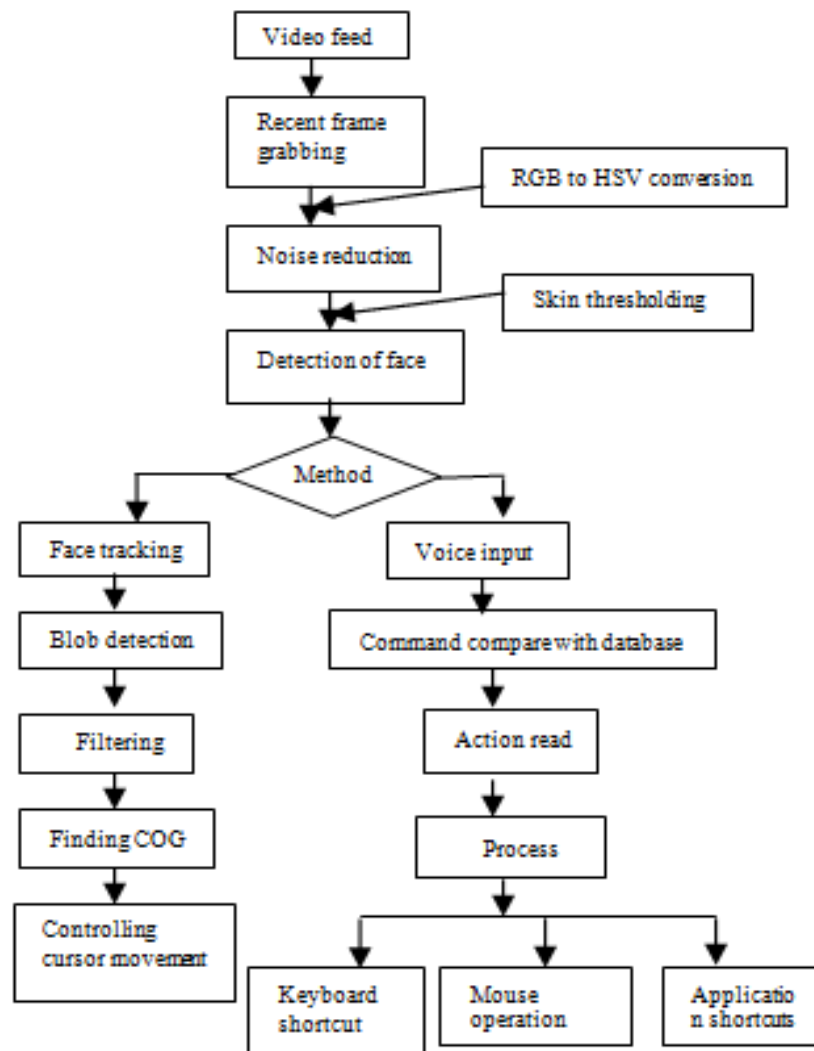 Video feed
Recent frame
grabbing
RGB to HSV conversion
Noise reduction
Skin thresholding
Detection of face
Method
Face tracking
Voice input
Blob detection
Command compare with database
Filtering
Action read
Finding COG
Process
Controlling
cursor movement
Keyboard
shortcut
Mouse
operation
Applicatio
n shortcuts